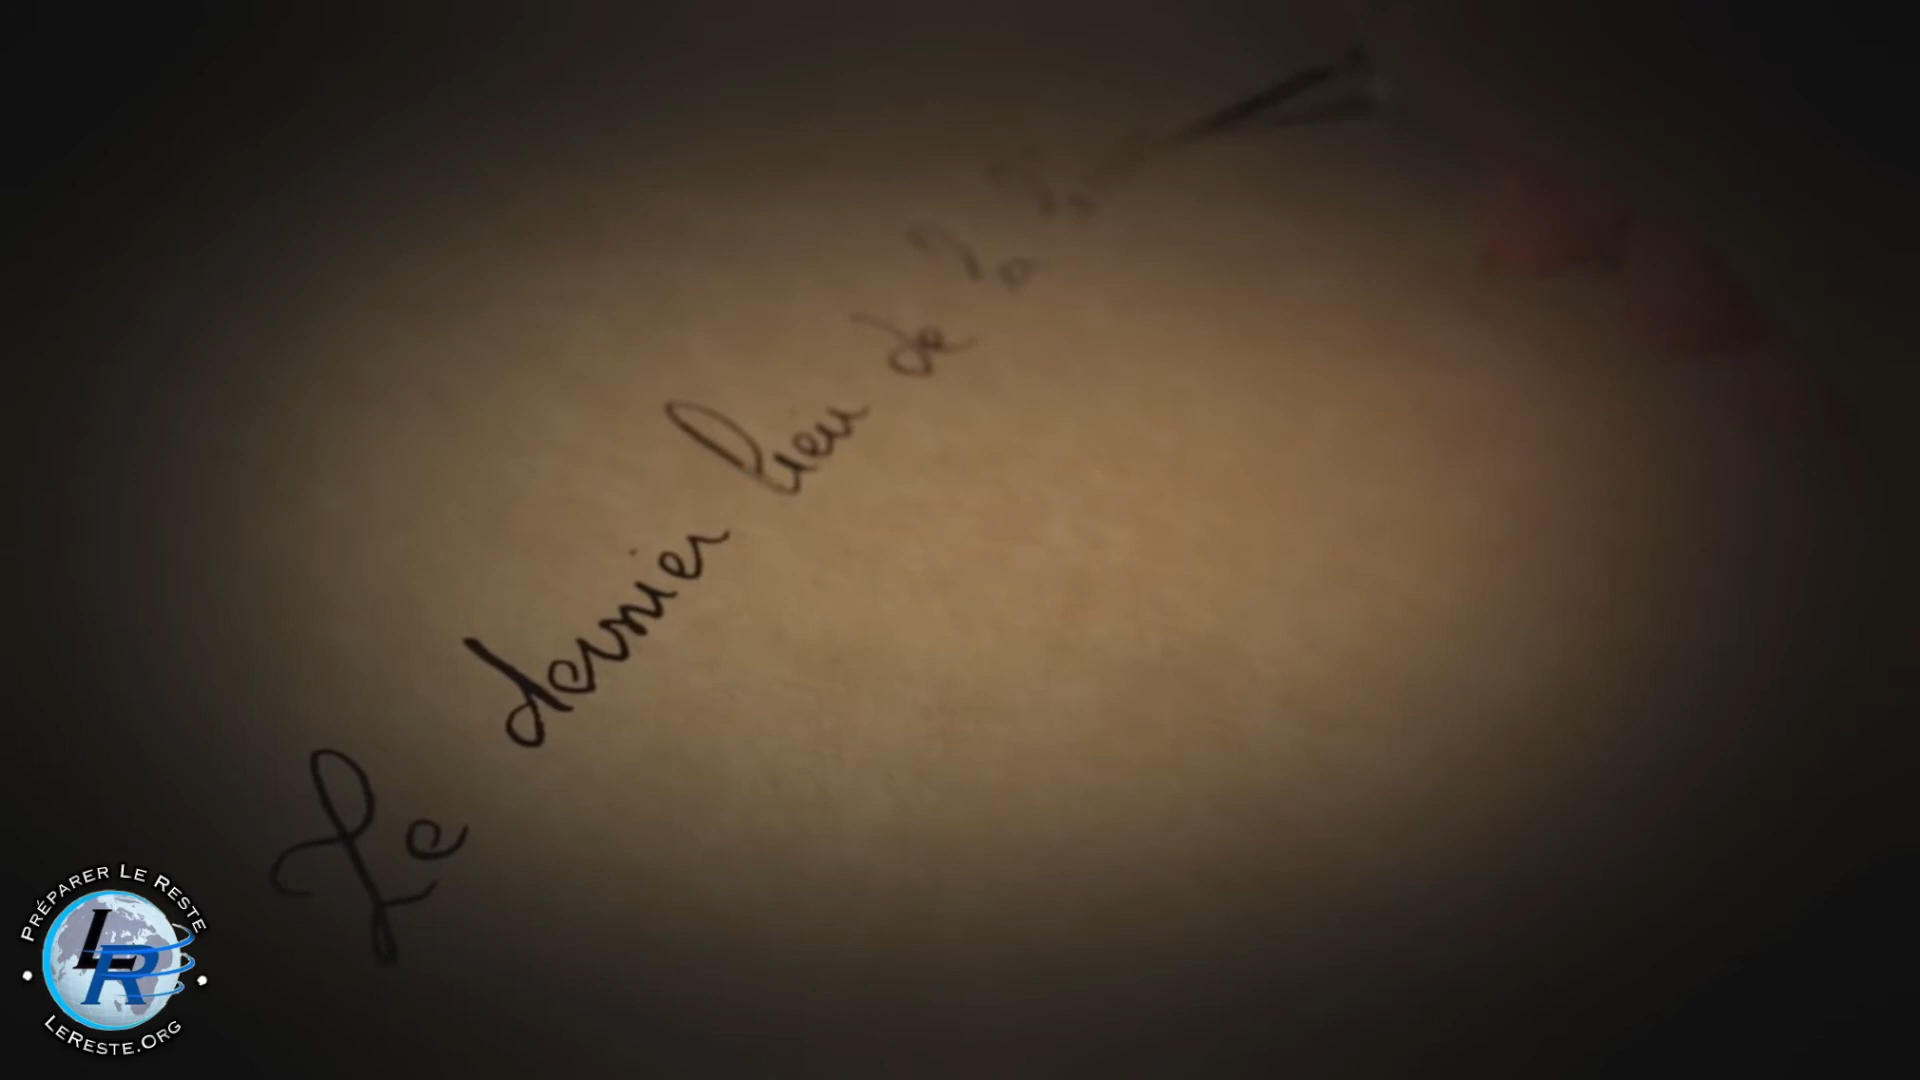 Le dernier lieu de
PRÉPARER LE RESTE
LR
LERESTE.ORG